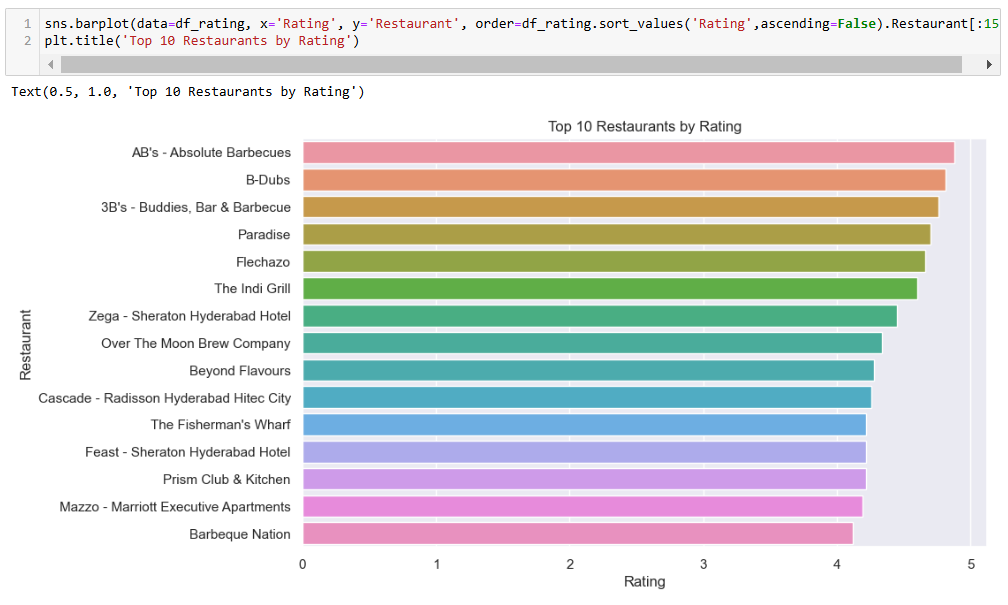 1 sns.barplot(data=df_rating, x='Rating', y='Restaurant', order=df_rating.sort_values('Rating',ascending=False).Restaurant[:15
2 plt.title('Top 10 Restaurants by Rating')
Text(0.5, 1.0, 'Top 10 Restaurants by Rating')
Top 10 Restaurants by Rating
AB's - Absolute Barbecues
B-Dubs
3B's - Buddies, Bar & Barbecue
Paradise
Flechazo
The Indi Grill
Zega - Sheraton Hyderabad Hotel
Over The Moon Brew Company
Beyond Flavours
Cascade - Radisson Hyderabad Hitec City
The Fisherman's Wharf
Feast - Sheraton Hyderabad Hotel
Prism Club & Kitchen
Mazzo - Marriott Executive Apartments
Barbeque Nation
Restaurant
0 1 2 3 4 5
Rating